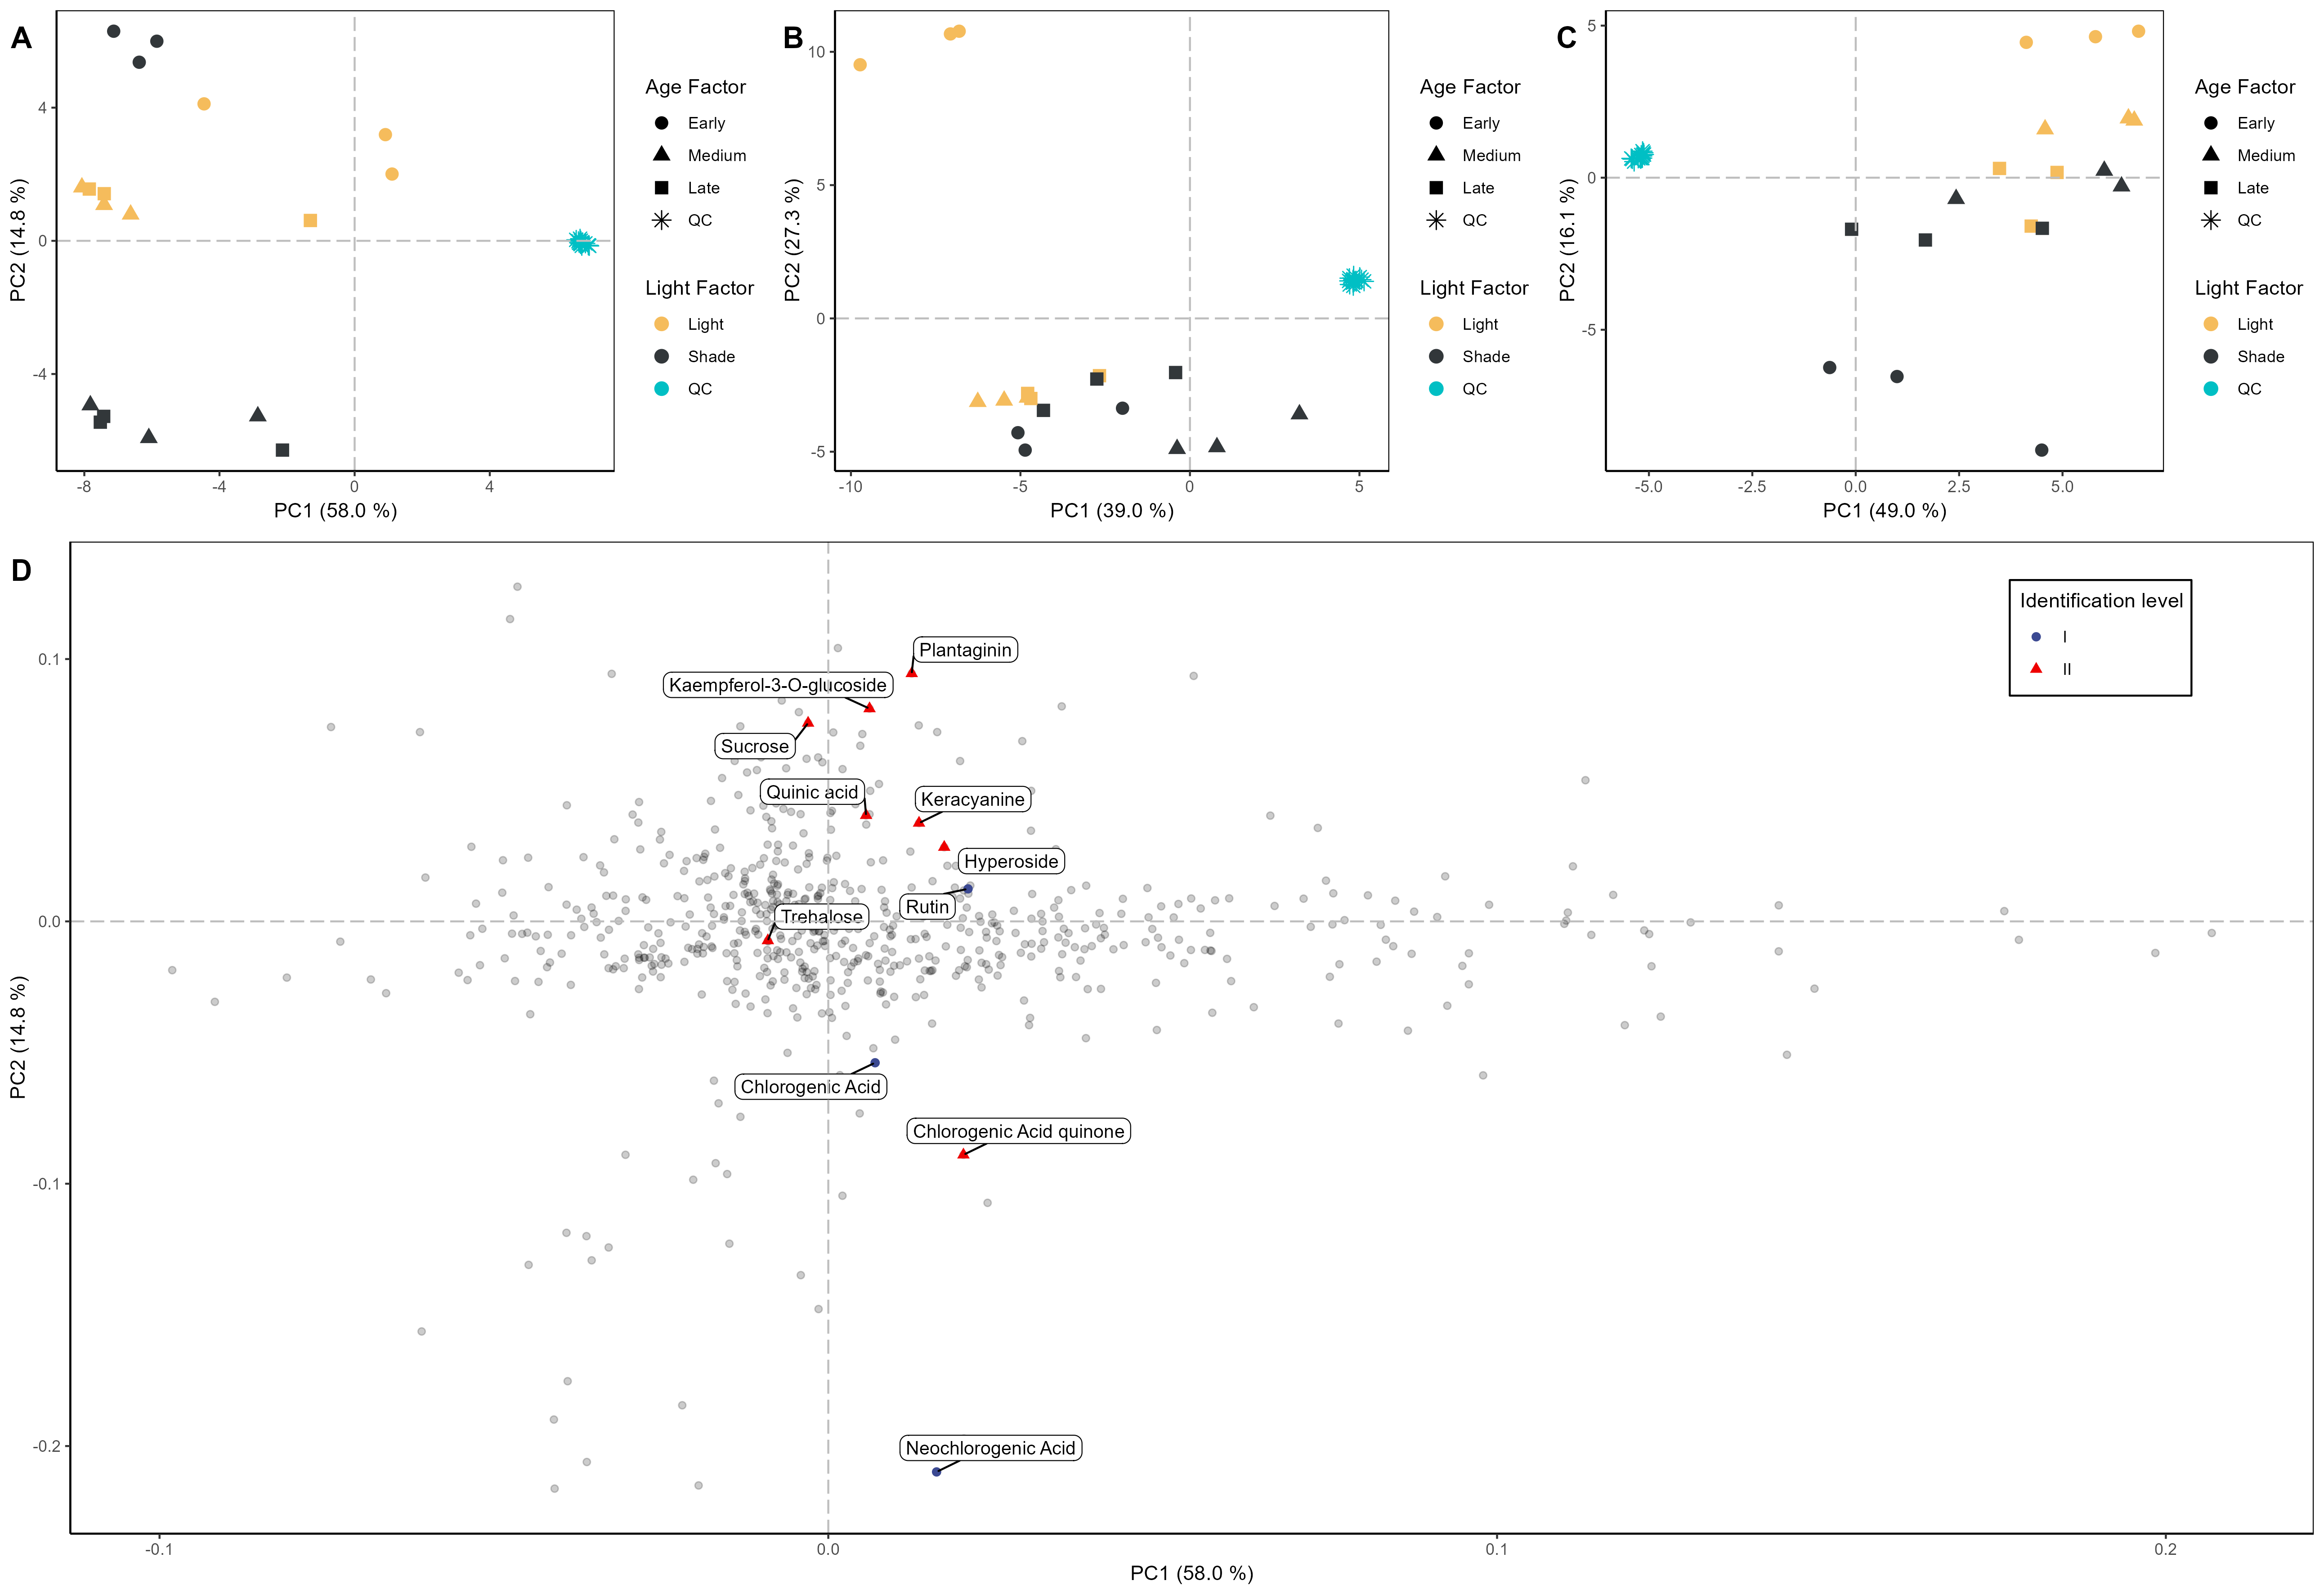 A
PC2 (14.8 %)
4
0
-4
-8
-4
0
4
PC1 (58.0 %)
Age Factor
Early
Medium
Late
QC
Light Factor
Light
Shade
QC
B
PC2 (27.3 %)
10
5
0
-5
-10
-5
0
5
PC1 (39.0 %)
Age Factor
Early
Medium
Late
QC
Light Factor
Light
Shade
QC
C
PC2 (16.1 %)
5
0
-5
-5.0
-2.5
0.0
2.5
5.0
PC1 (49.0 %)
Age Factor
Early
Medium
Late
QC
Light Factor
Light
Shade
QC
D
PC2 (14.8 %)
0.1
0.0
-0.1
-0.2
Plantaginin
Kaempferol-3-O-glucoside
Sucrose
Quinic acid
Keracyanine
Hyperoside
Rutin
Trehalose
Chlorogenic Acid
Chlorogenic Acid quinone
Neochlorogenic Acid
Identification level
I
II
-0.1
0.0
0.1
0.2
PC1 (58.0 %)